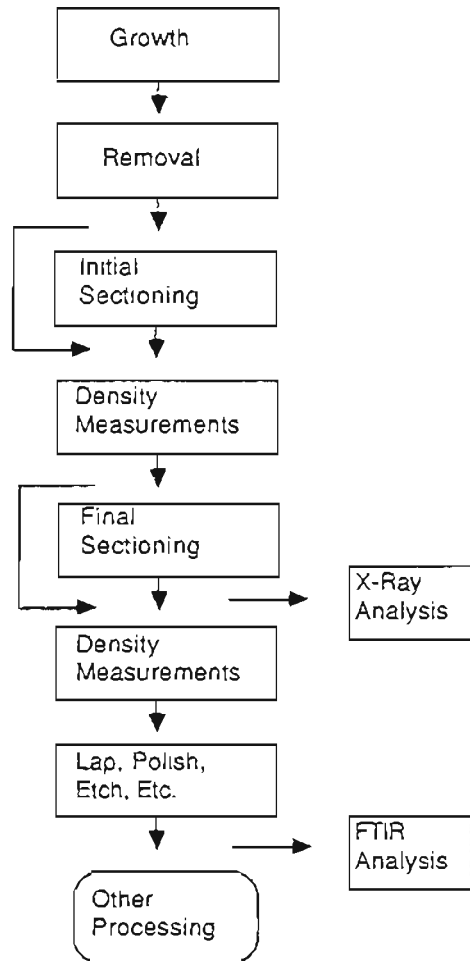 Growth
Removal
Initial
Sectioning
Density
Measurements
Final
Sectioning
X-Ray
Analysis
Density
Measurements
Lap, Polish,
Etch, Etc.
FTIR
Analysis
Other
Processing